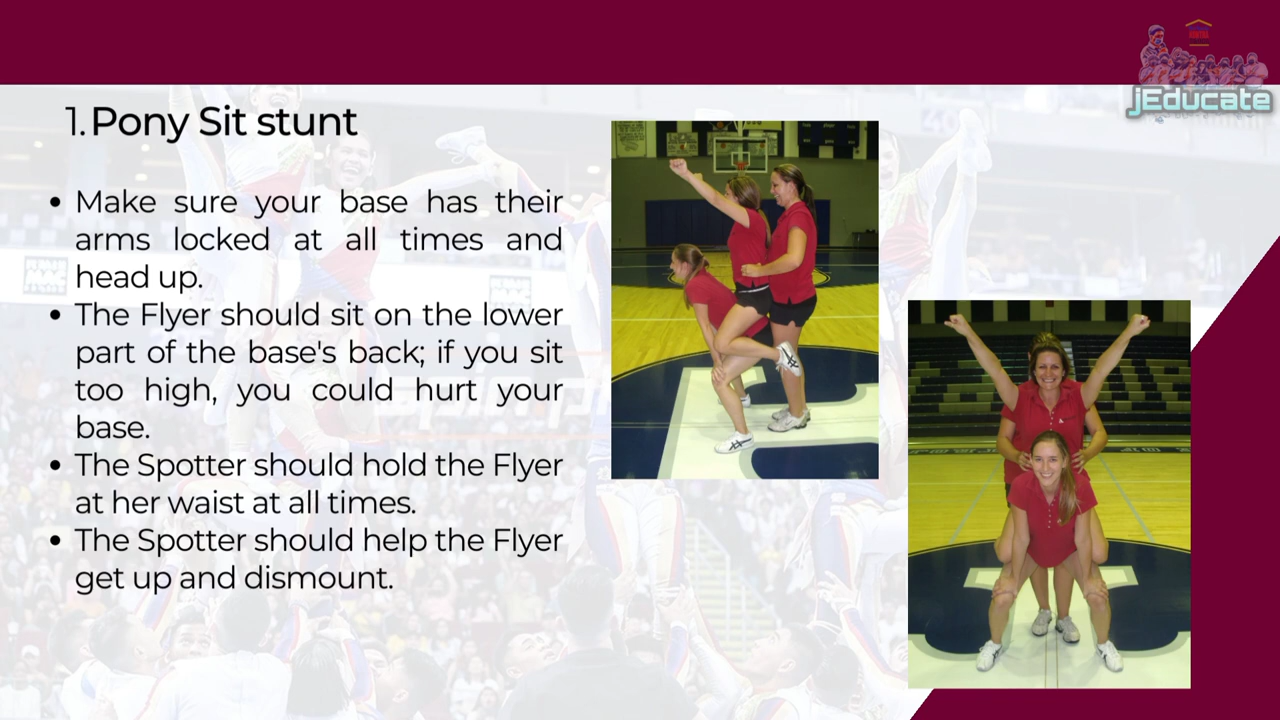 jEducate
1. Pony Sit stunt
• Make sure your base has their
arms locked at all times and
head up.
• The Flyer should sit on the lower
part of the base's back; if you sit
too high, you could hurt your
base.
• The Spotter should hold the Flyer
at her waist at all times.
• The Spotter should help the Flyer
get up and dismount.